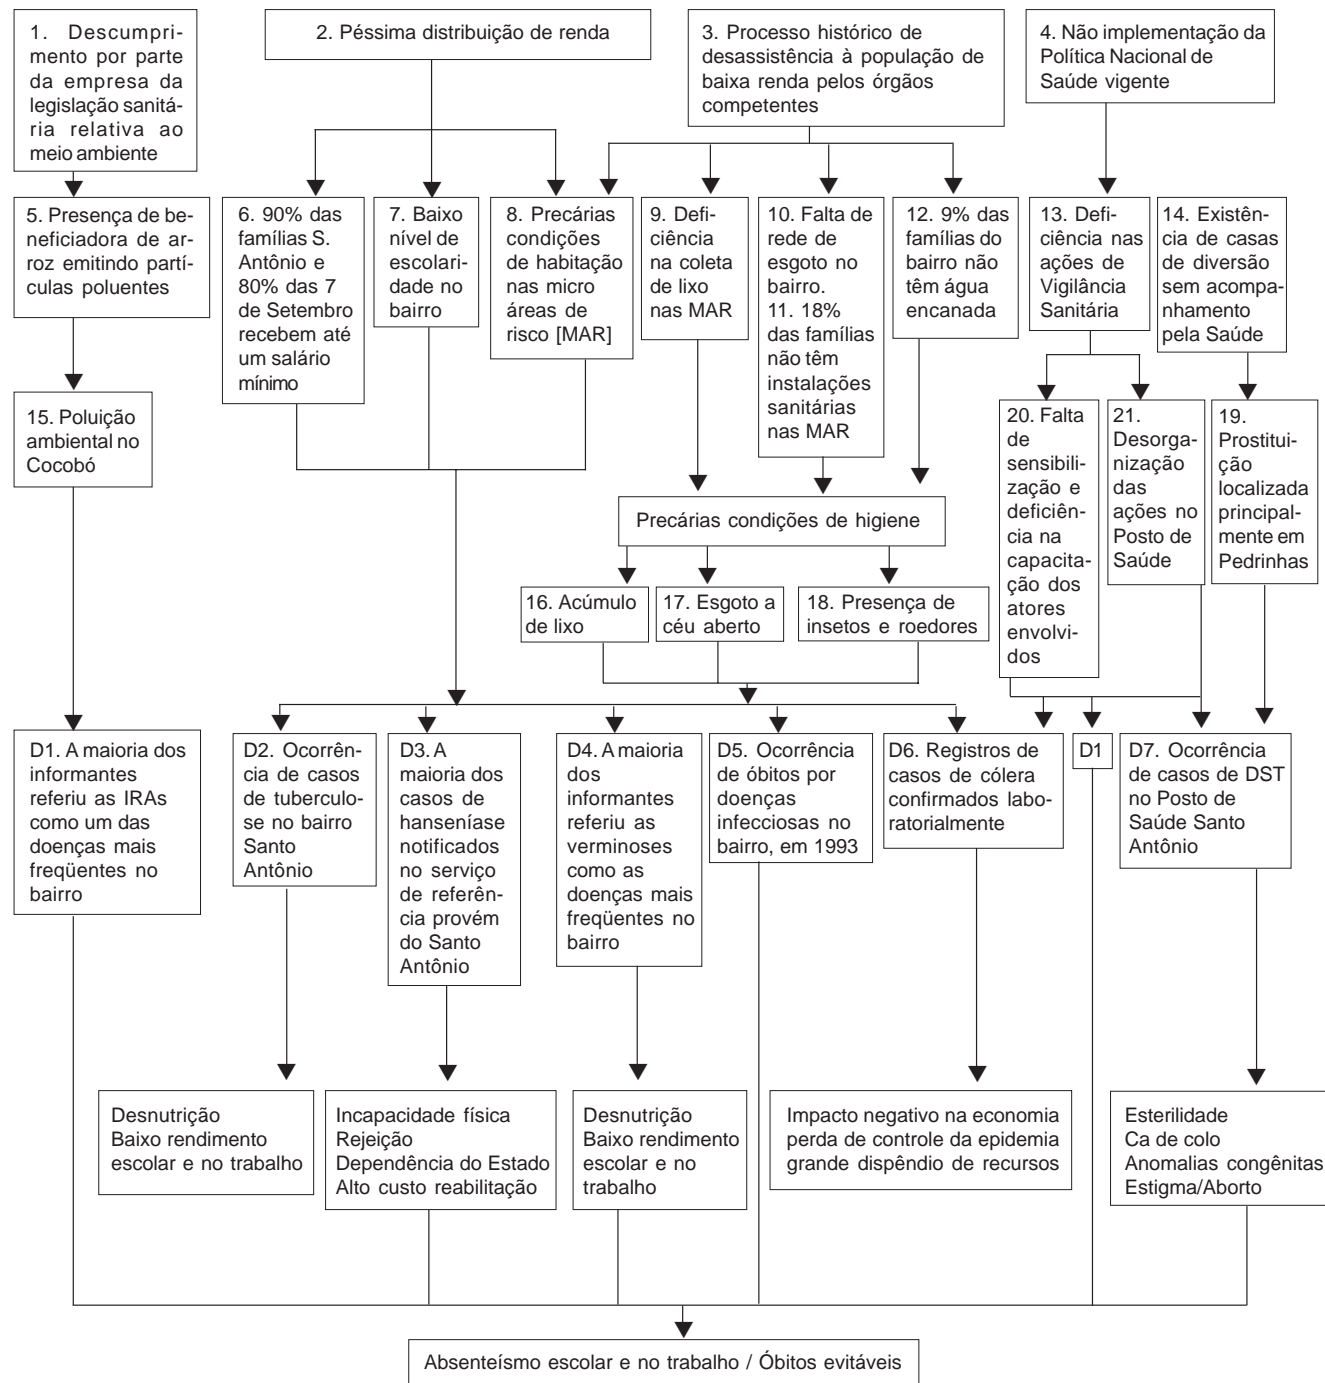 1. Descumpri-
mento por parte
da empresa da
legislação sanitá-
ria relativa ao
meio ambiente
2. Péssima distribuição de renda
3. Processo histórico de
desassistência à população de
baixa renda pelos órgãos
competentes
4. Não implementação da
Política Nacional de
Saúde vigente
5. Presença de be-
neficiadora de ar-
roz emitindo partí-
culas poluentes
6. 90% das
famílias S.
Antônio e
80% das 7
de Setembro
recebem até
um salário
mínimo
7. Baixo
nível de
escolari-
dade no
bairro
8. Precárias
condições
de habitação
nas micro
áreas de
risco [MAR]
9. Defi-
ciência
na coleta
de lixo
nas MAR
10. Falta de
rede de
esgoto no
bairro.
11. 18%
das famílias
não têm
instalações
sanitárias
nas MAR
12. 9% das
famílias do
bairro não
têm água
encanada
13. Defi-
ciência nas
ações de
Vigilância
Sanitária
14. Existên-
cia de casas
de diversão
sem acompa-
nhamento
pela Saúde
15. Poluição
ambiental no
Cocobó
20. Falta
de
sensibili-
zação e
deficiên-
cia na
capacita-
ção dos
atores
envolvi-
dos
21.
Desorga-
nização
das
ações no
Posto de
Saúde
19.
Prostitui-
ção
localizada
principal-
mente em
Pedrinhas
Precárias condições de higiene
16. Acúmulo
de lixo
17. Esgoto a
céu aberto
18. Presença de
insetos e roedores
D1. A maioria dos
informantes
referiu as IRAs
como um das
doenças mais
freqüentes no
bairro
D2. Ocorrên-
cia de casos
de tuberculo-
se no bairro
Santo
Antônio
D3. A
maioria dos
casos de
hanseníase
notificados
no serviço
de referên-
cia provém
do Santo
Antônio
D4. A maioria
dos
informantes
referiu as
verminoses
como as
doenças mais
freqüentes no
bairro
D5. Ocorrência
de óbitos por
doenças
infecciosas no
bairro, em 1993
D6. Registros de
casos de cólera
confirmados labo-
ratorialmente
D1
D7. Ocorrência
de casos de DST
no Posto de
Saúde Santo
Antônio
Desnutrição
Baixo rendimento
escolar e no trabalho
Incapacidade física
Rejeição
Dependência do Estado
Alto custo reabilitação
Desnutrição
Baixo rendimento
escolar e no
trabalho
Impacto negativo na economia
perda de controle da epidemia
grande dispêndio de recursos
Esterilidade
Ca de colo
Anomalias congênitas
Estigma/Aborto
Absenteísmo escolar e no trabalho / Óbitos evitáveis